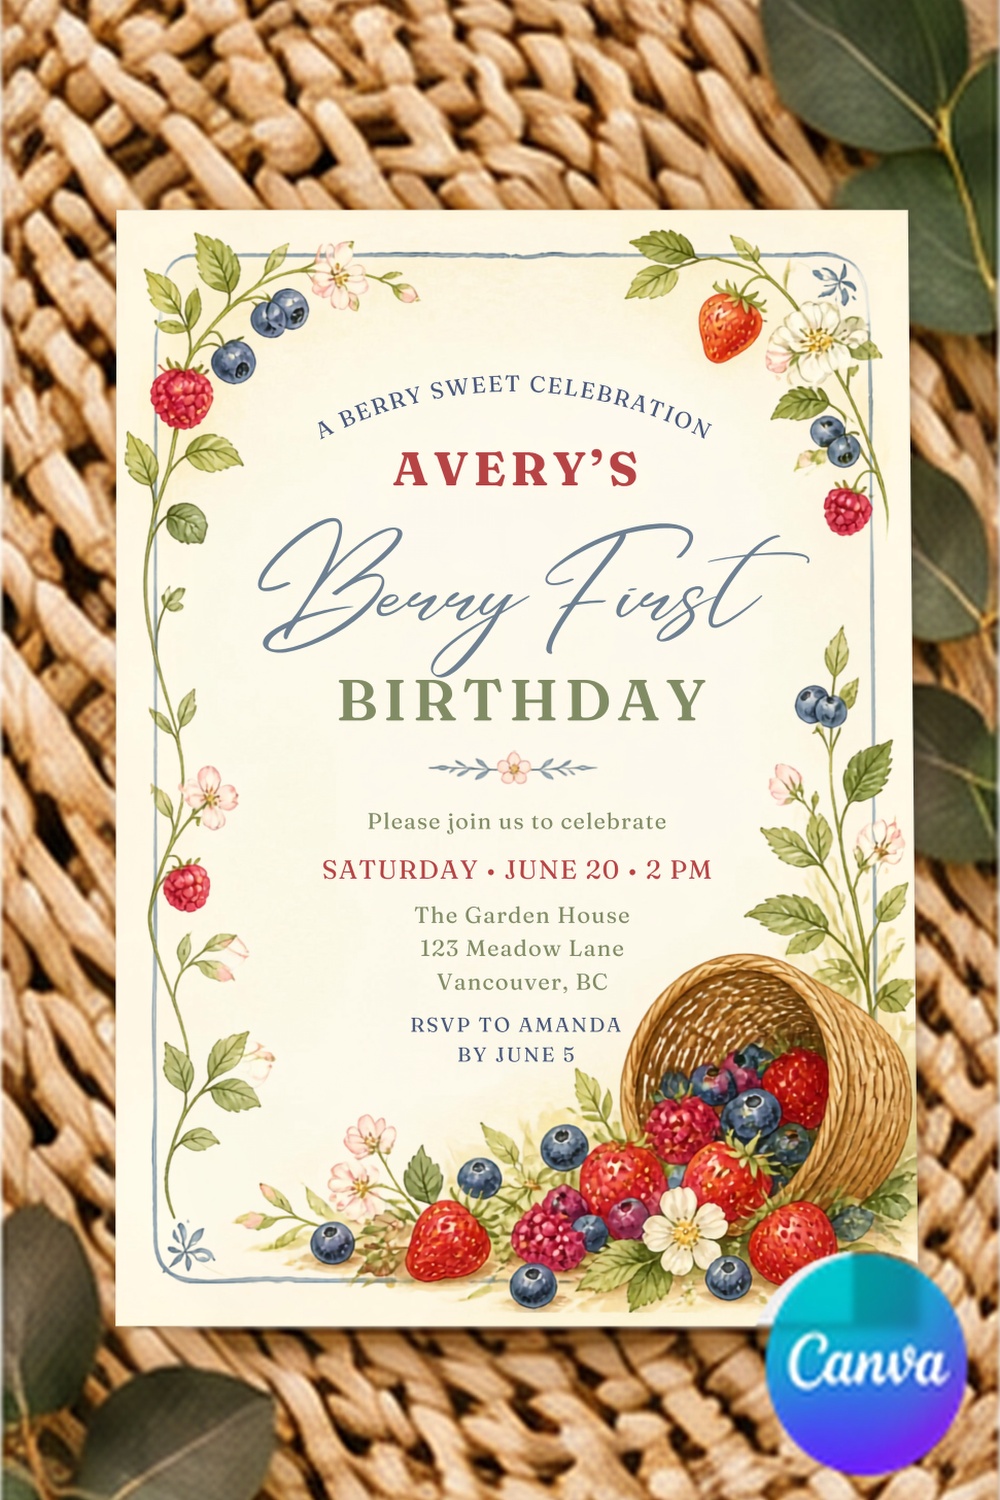 A BERRY SWEET CELEBRATION
AVERY'S
Berry First
BIRTHDAY
Please join us to celebrate
SATURDAY • JUNE 20 • 2 PM
The Garden House
123 Meadow Lane
Vancouver, BC
RSVP TO AMANDA
BY JUNE 5
Canva